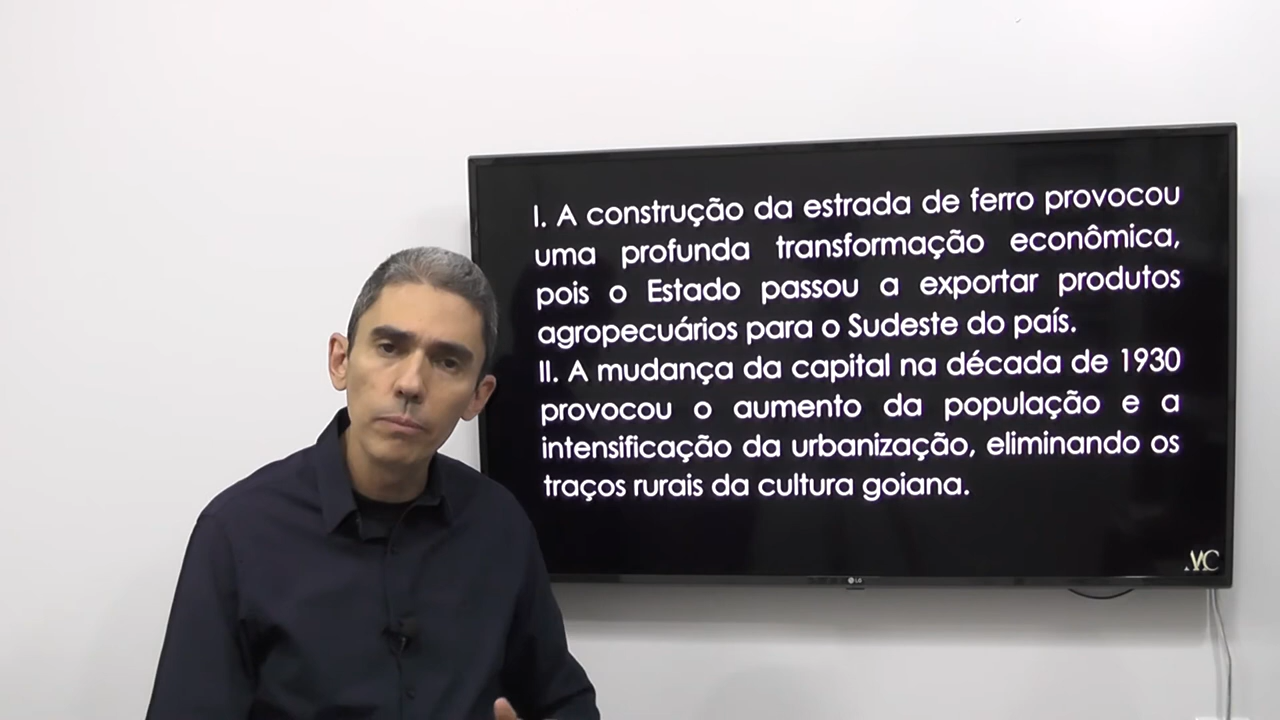 I. A construção da estrada de ferro provocou
uma profunda transformação econômica,
pois o Estado passou a exportar produtos
agropecuários para o Sudeste do país.
II. A mudança da capital na década de 1930
provocou o aumento da população e a
intensificação da urbanização, eliminando os
traços rurais da cultura goiana.
MC
LG